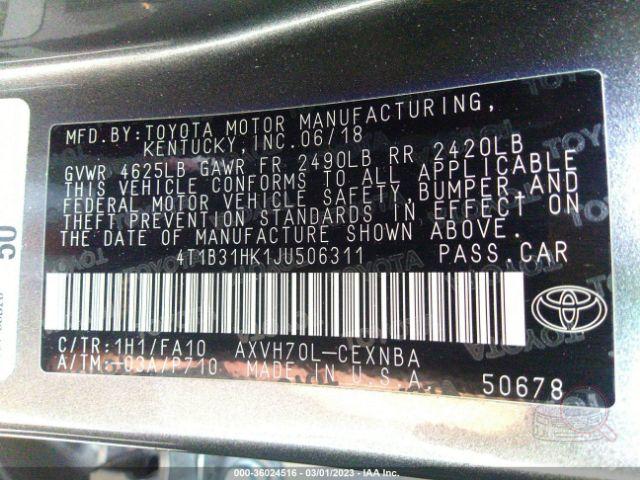 MFD.BY:TOYOTA MOTOR MANUFACTURING,
KENTUCKY,INC.06/18
GVWR 4625LB GAWR FR 2490LB RR 2420LB
THIS VEHICLE CONFORMS TO ALL APPLICABLE
FEDERAL MOTOR VEHICLE SAFETY,BUMPER,AND
THEFT PREVENTION STANDARDS IN EFFECT ON
THE DATE OF MANUFACTURE SHOWN ABOVE.
4T1B31HK1JU506311 PASS.CAR
C/TR:1H1/FA10 AXVH70L-CEXNBA
A/TM:-03A/P710 MADE IN U.S.A.
50678
50
000-36024516 — 03/01/2023 — IAA Inc.